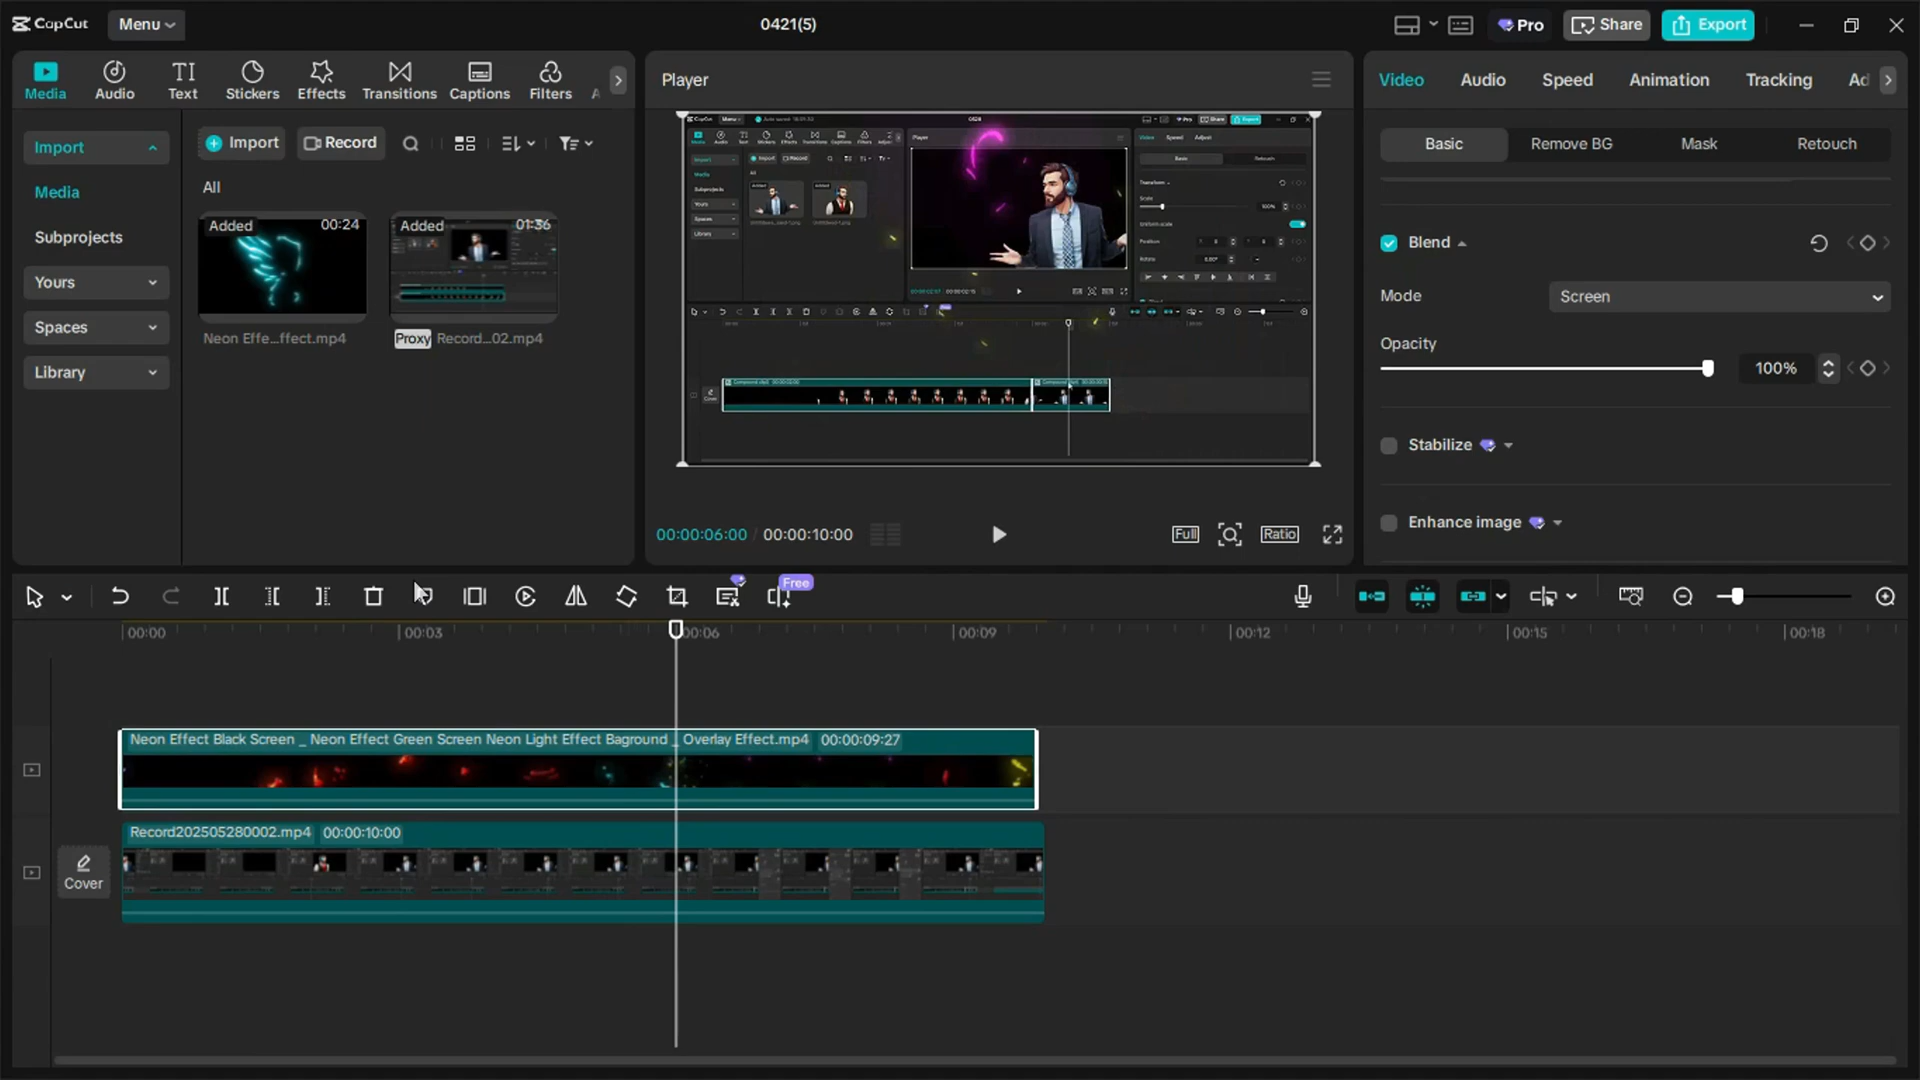 CapCut
Menu
0421(5)
Pro
Share
Export
Media
Audio
Text
Stickers
Effects
Transitions
Captions
Filters
A
Player
Video
Audio
Speed
Animation
Tracking
Ad
Import
Media
Subprojects
Yours
Spaces
Library
Import
Record
All
Added
00:24
Neon Effe...ffect.mp4
Added
01:36
Proxy
Record...02.mp4
00:00:06:00 / 00:00:10:00
Full
Ratio
Basic
Remove BG
Mask
Retouch
Blend
Mode
Screen
Opacity
100%
Stabilize
Enhance image
Free
00:00
00:03
00:06
00:09
00:12
00:15
00:18
Neon Effect Black Screen _ Neon Effect Green Screen Neon Light Effect Baground _ Overlay Effect.mp4 00:00:09:27
Record202505280002.mp4 00:00:10:00
Cover